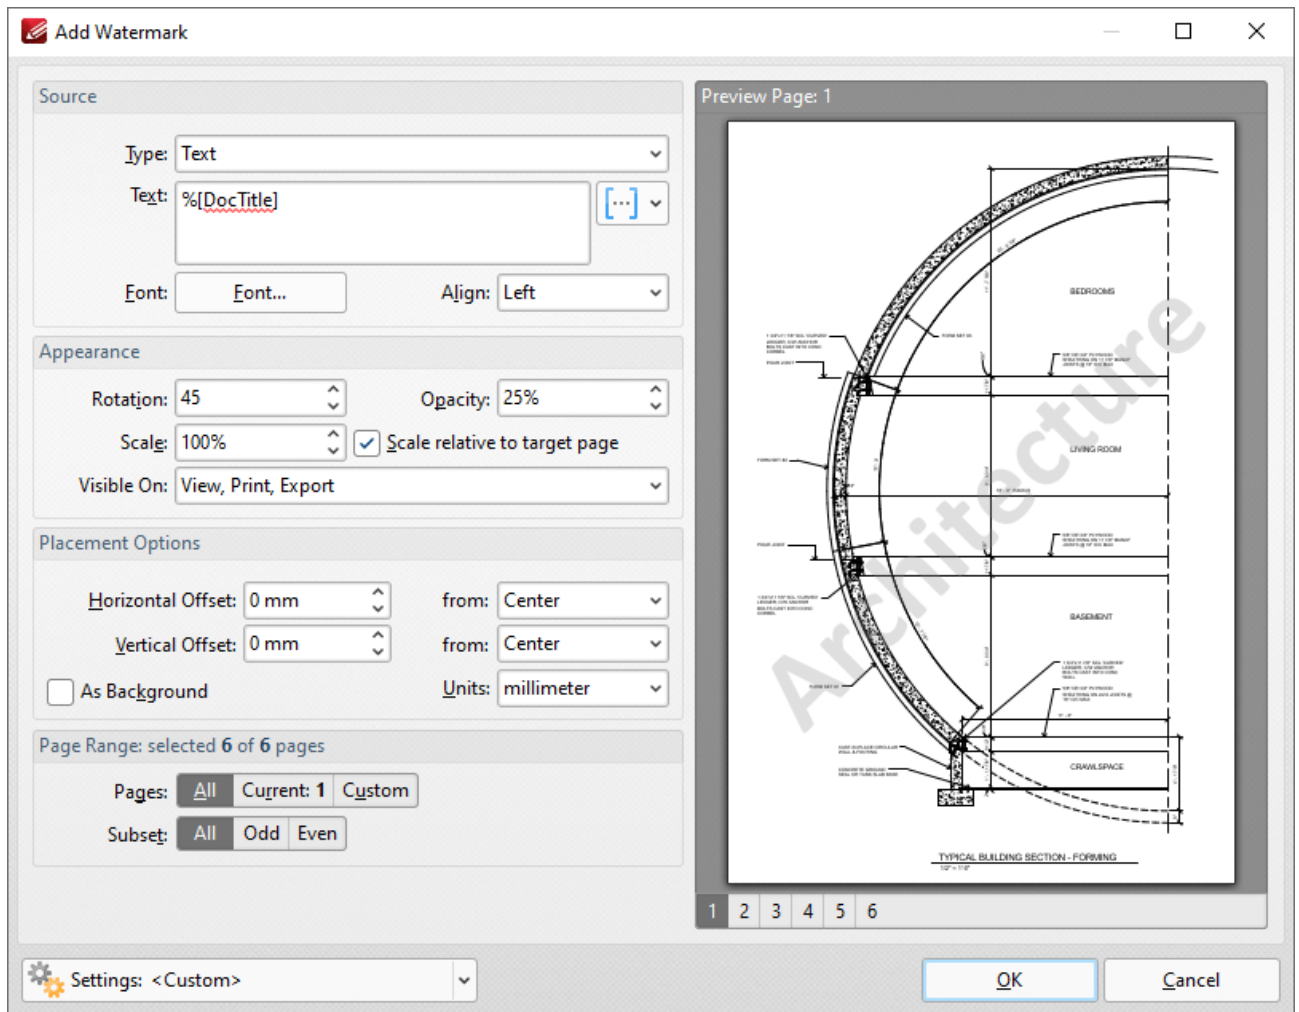 Add Watermark
Source
Type: Text
Text: %[DocTitle]
Font: Font... Align: Left
Appearance
Rotation: 45 Opacity: 25%
Scale: 100% Scale relative to target page
Visible On: View, Print, Export
Placement Options
Horizontal Offset: 0 mm from: Center
Vertical Offset: 0 mm from: Center
As Background Units: millimeter
Page Range: selected 6 of 6 pages
Pages: All Current: 1 Custom
Subset: All Odd Even
Preview Page: 1
BEDROOMS
LIVING ROOM
BASEMENT
CRAWLSPACE
Architecture
TYPICAL BUILDING SECTION - FORMING
1 2 3 4 5 6
Settings: <Custom>
OK Cancel